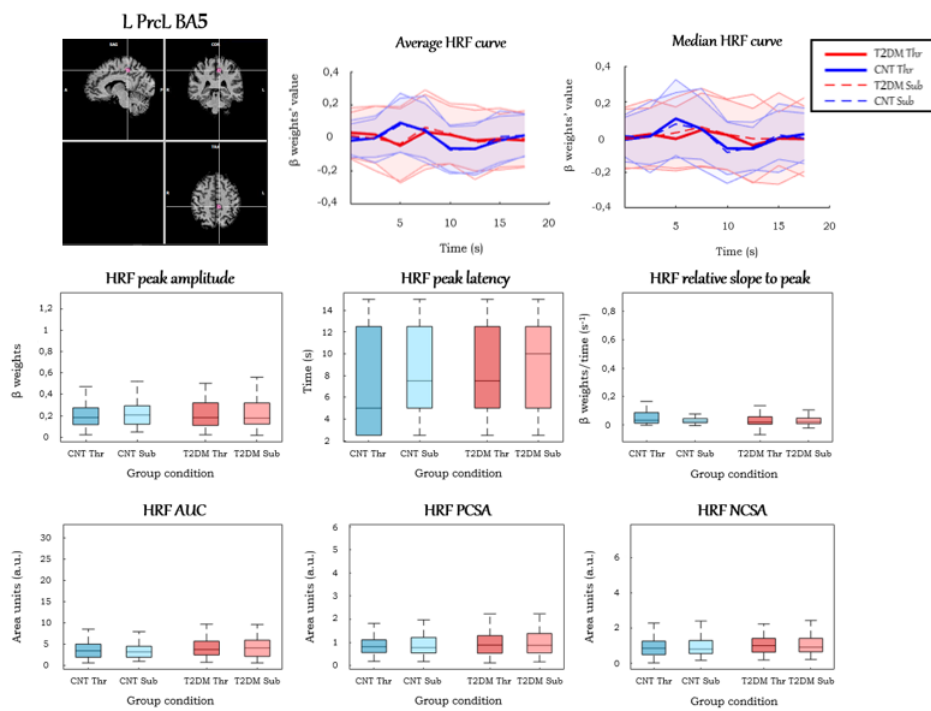 L PrcL BA5
SAG
COR
A
P
R
L
TRA
R
L
Average HRF curve
β weights' value
0,4
0,2
0
-0,2
-0,4
5
10
15
20
Time (s)
Median HRF curve
β weights' value
0,4
0,2
0
-0,2
-0,4
5
10
15
20
Time (s)
T2DM Thr
CNT Thr
T2DM Sub
CNT Sub
HRF peak amplitude
β weights
1,2
1
0,8
0,6
0,4
0,2
0
CNT Thr
CNT Sub
T2DM Thr
T2DM Sub
Group condition
HRF peak latency
Time (s)
14
12
10
8
6
4
2
CNT Thr
CNT Sub
T2DM Thr
T2DM Sub
Group condition
HRF relative slope to peak
β weights/time (s⁻¹)
0,8
0,6
0,4
0,2
0
CNT Thr
CNT Sub
T2DM Thr
T2DM Sub
Group condition
HRF AUC
Area units (a.u.)
30
25
20
15
10
5
0
CNT Thr
CNT Sub
T2DM Thr
T2DM Sub
Group condition
HRF PCSA
Area units (a.u.)
6
5
4
3
2
1
0
CNT Thr
CNT Sub
T2DM Thr
T2DM Sub
Group condition
HRF NCSA
Area units (a.u.)
6
4
2
0
CNT Thr
CNT Sub
T2DM Thr
T2DM Sub
Group condition